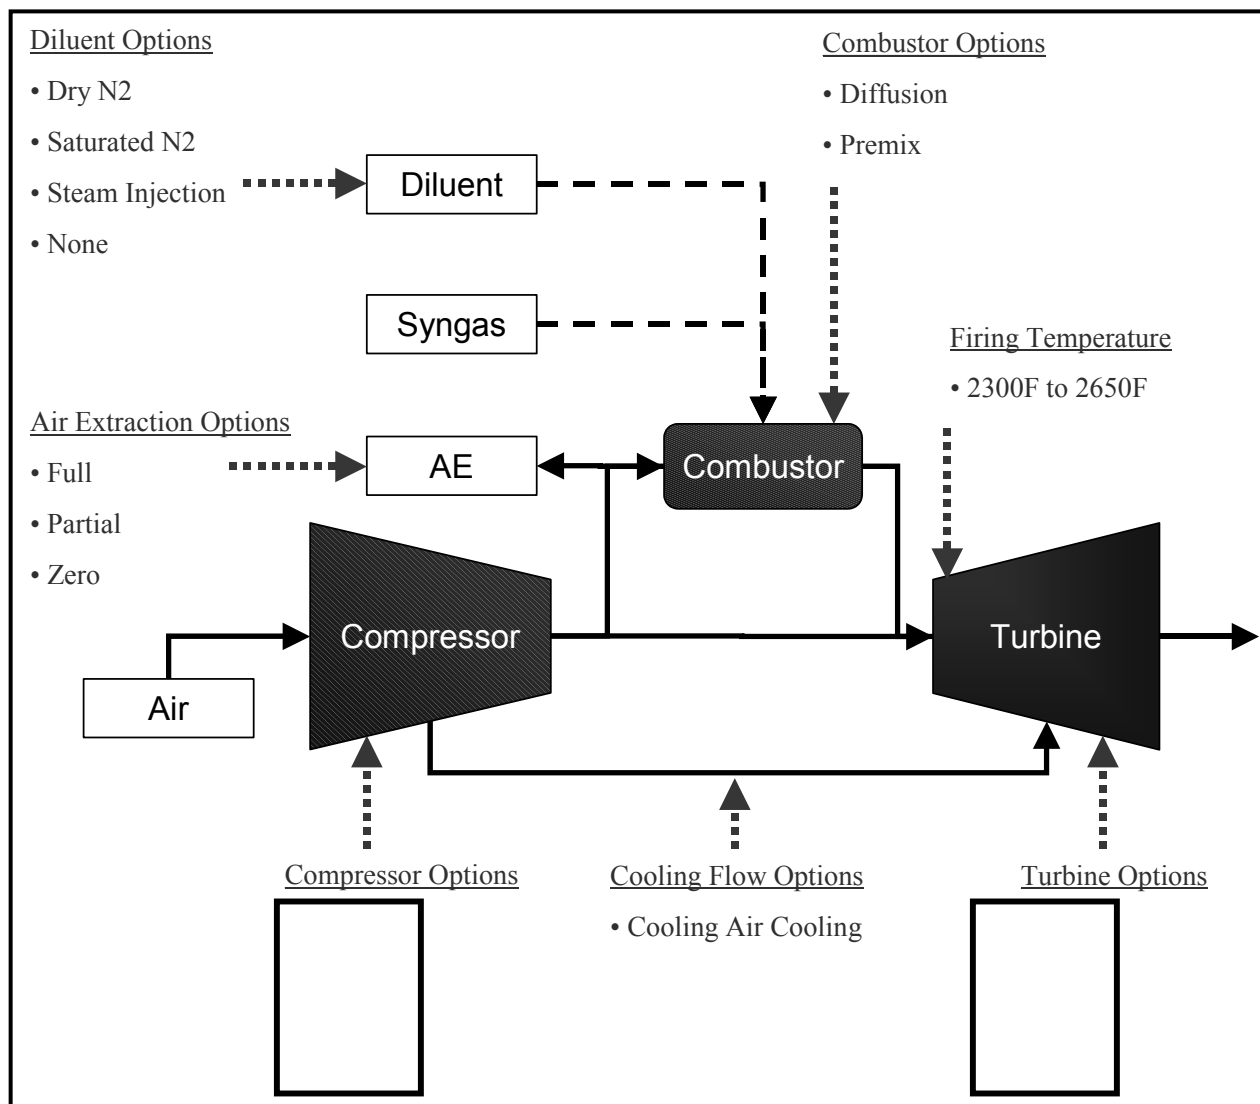 Diluent Options
• Dry N2
• Saturated N2
• Steam Injection
• None
Combustor Options
• Diffusion
• Premix
Diluent
Syngas
Firing Temperature
• 2300F to 2650F
Air Extraction Options
• Full
• Partial
• Zero
AE
Combustor
Compressor
Turbine
Air
Compressor Options
Cooling Flow Options
• Cooling Air Cooling
Turbine Options